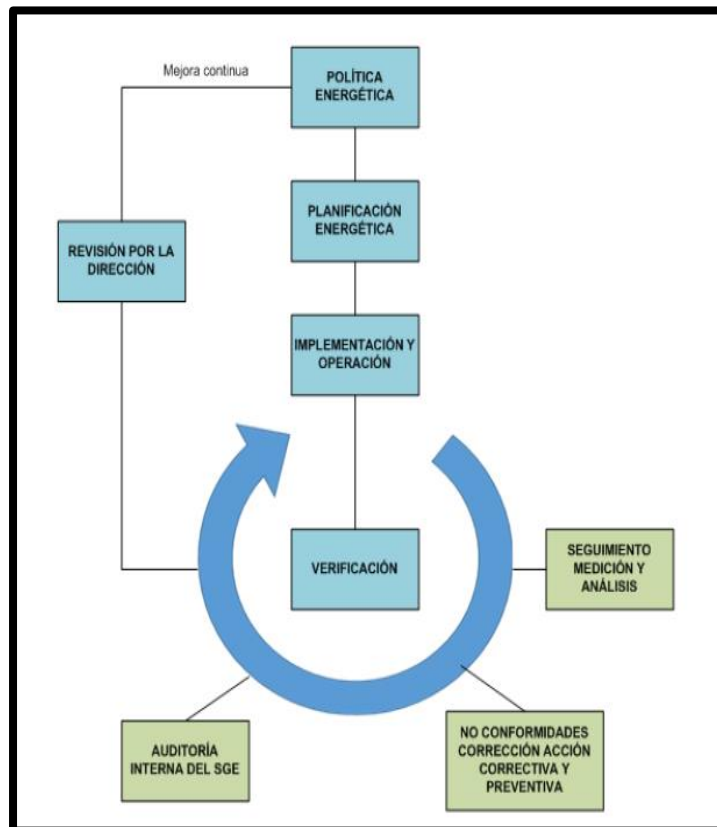 Mejora continua
POLÍTICA
ENERGÉTICA
PLANIFICACIÓN
ENERGÉTICA
REVISIÓN POR LA
DIRECCIÓN
IMPLEMENTACIÓN Y
OPERACIÓN
VERIFICACIÓN
SEGUIMIENTO
MEDICIÓN Y
ANÁLISIS
AUDITORÍA
INTERNA DEL SGE
NO CONFORMIDADES
CORRECCIÓN ACCIÓN
CORRECTIVA Y
PREVENTIVA